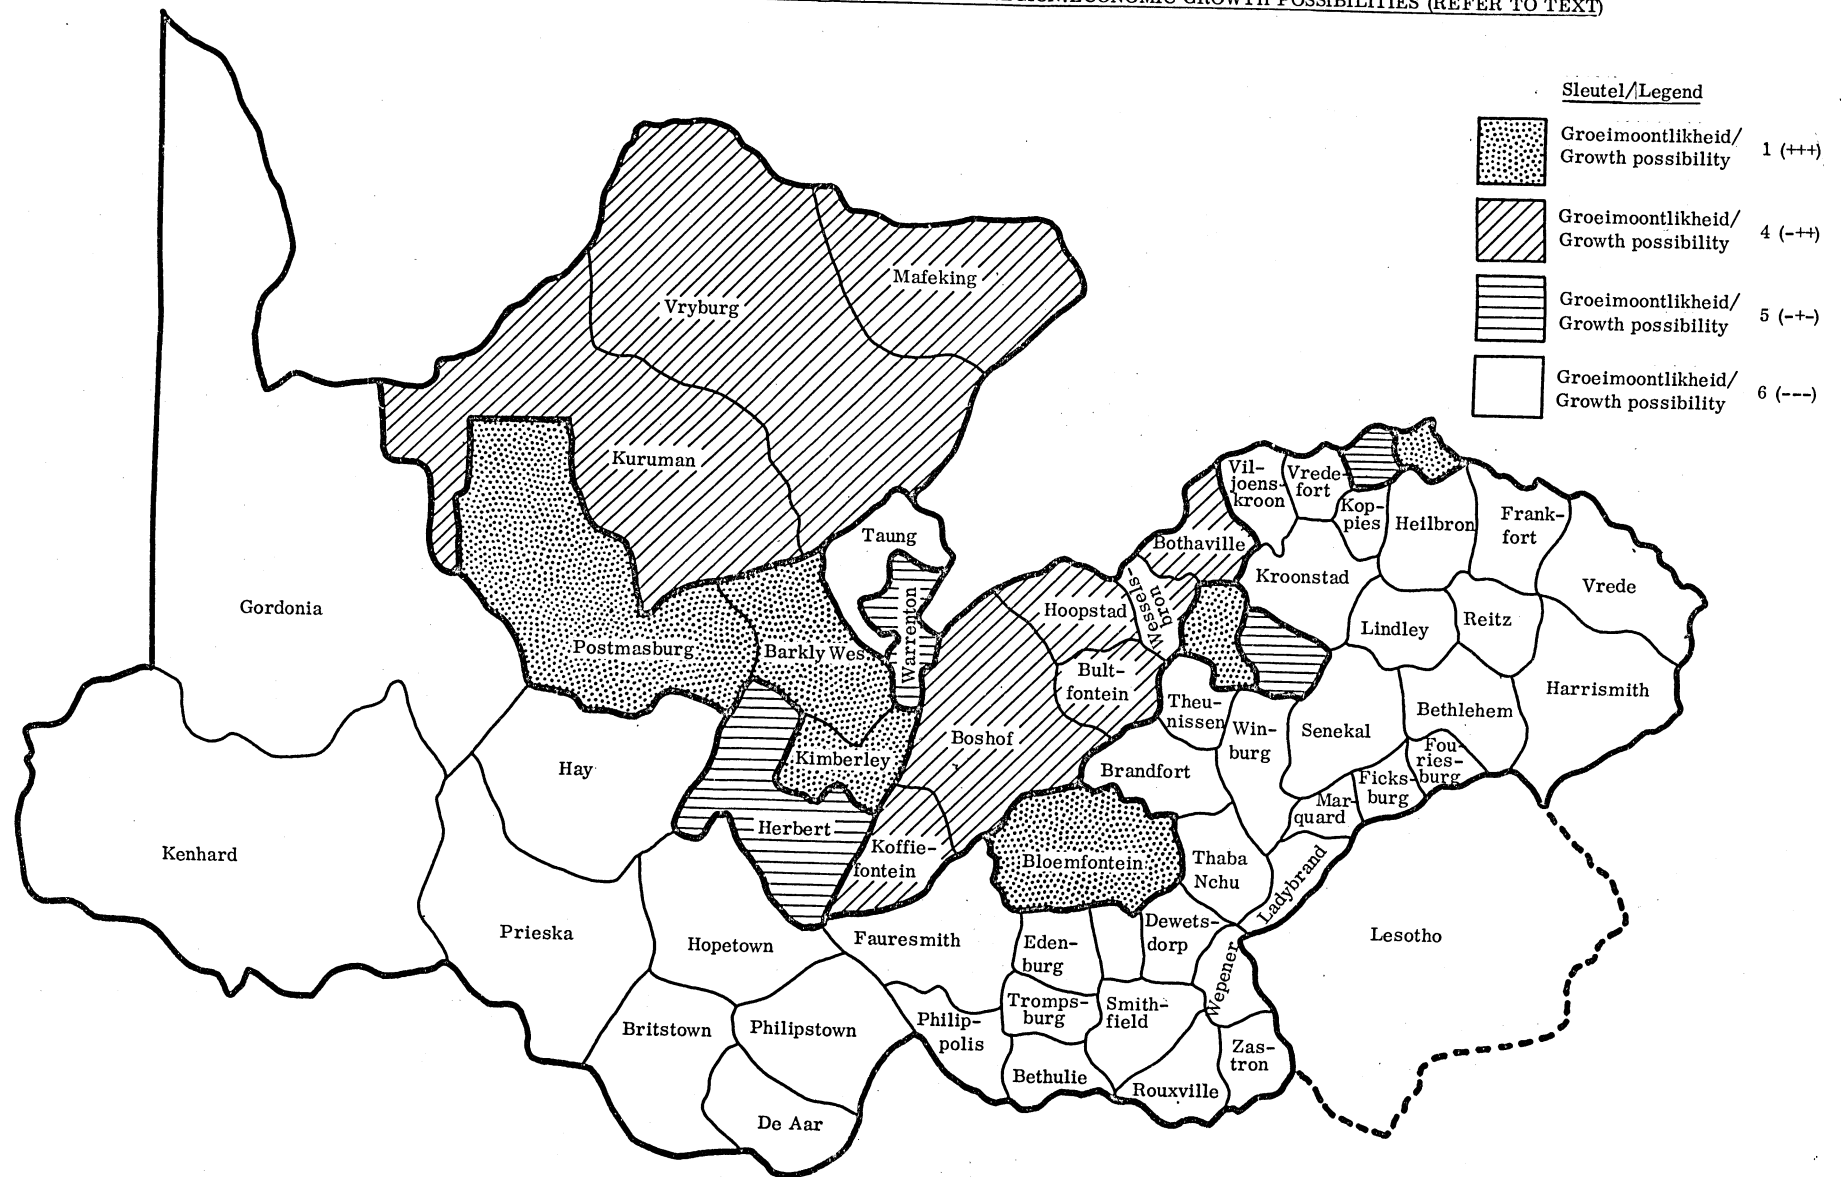 ECONOMIC GROWTH POSSIBILITIES (REFER TO TEXT)
Sleutel/Legend
Groeimoontlikheid/
Growth possibility 1 (+++)
Groeimoontlikheid/
Growth possibility 4 (-++)
Groeimoontlikheid/
Growth possibility 5 (-+-)
Groeimoontlikheid/
Growth possibility 6 (---)
Mafeking
Vryburg
Kuruman
Taung
Warrenton
Gordonia
Postmasburg
Barkly Wes
Kimberley
Hay
Herbert
Kenhard
Prieska
Hopetown
Britstown
Philipstown
De Aar
Vil-
joens-
kroon
Vrede-
fort
Kop-
pies
Heilbron
Frank-
fort
Vrede
Bothaville
Kroonstad
Wessels-
bron
Hoopstad
Lindley
Reitz
Bult-
fontein
Theu-
nissen
Win-
burg
Senekal
Bethlehem
Harrismith
Boshof
Brandfort
Fou-
ries-
burg
Ficks-
burg
Mar-
quard
Koffie-
fontein
Bloemfontein
Thaba
Nchu
Ladybrand
Lesotho
Fauresmith
Eden-
burg
Dewets-
dorp
Wepener
Tromps-
burg
Smith-
field
Philip-
polis
Bethulie
Rouxville
Zas-
tron